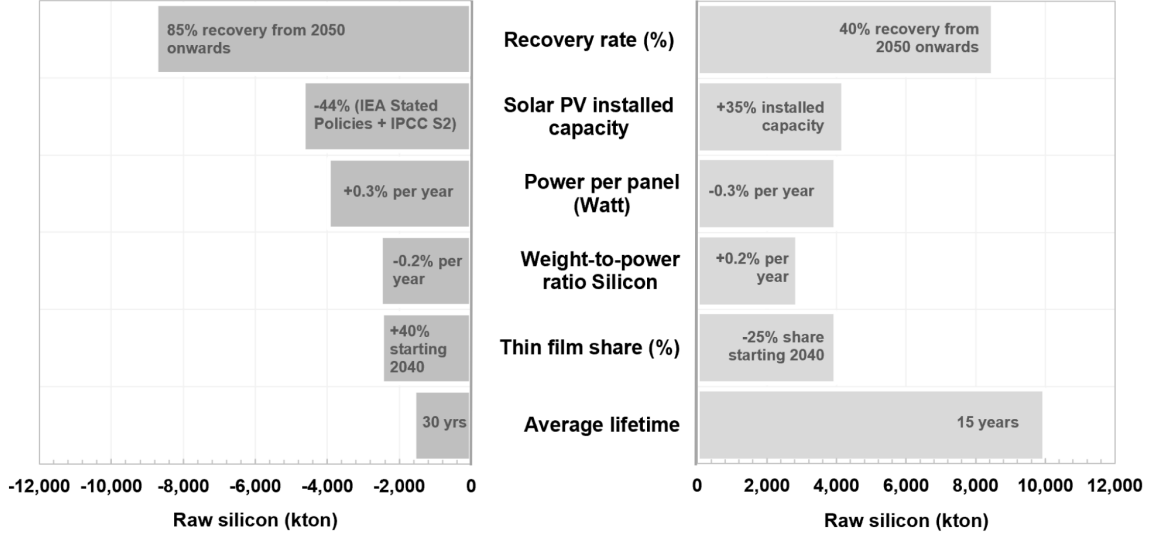 85% recovery from 2050
onwards
Recovery rate (%)
40% recovery from
2050 onwards
-44% (IEA Stated
Policies + IPCC S2)
Solar PV installed
capacity
+35% installed
capacity
+0.3% per year
Power per panel
(Watt)
-0.3% per year
-0.2% per
year
Weight-to-power
ratio Silicon
+0.2% per
year
+40%
starting
2040
Thin film share (%)
-25% share
starting 2040
30 yrs
Average lifetime
15 years
-12,000 -10,000 -8,000 -6,000 -4,000 -2,000 0
0 2,000 4,000 6,000 8,000 10,000 12,000
Raw silicon (kton)
Raw silicon (kton)